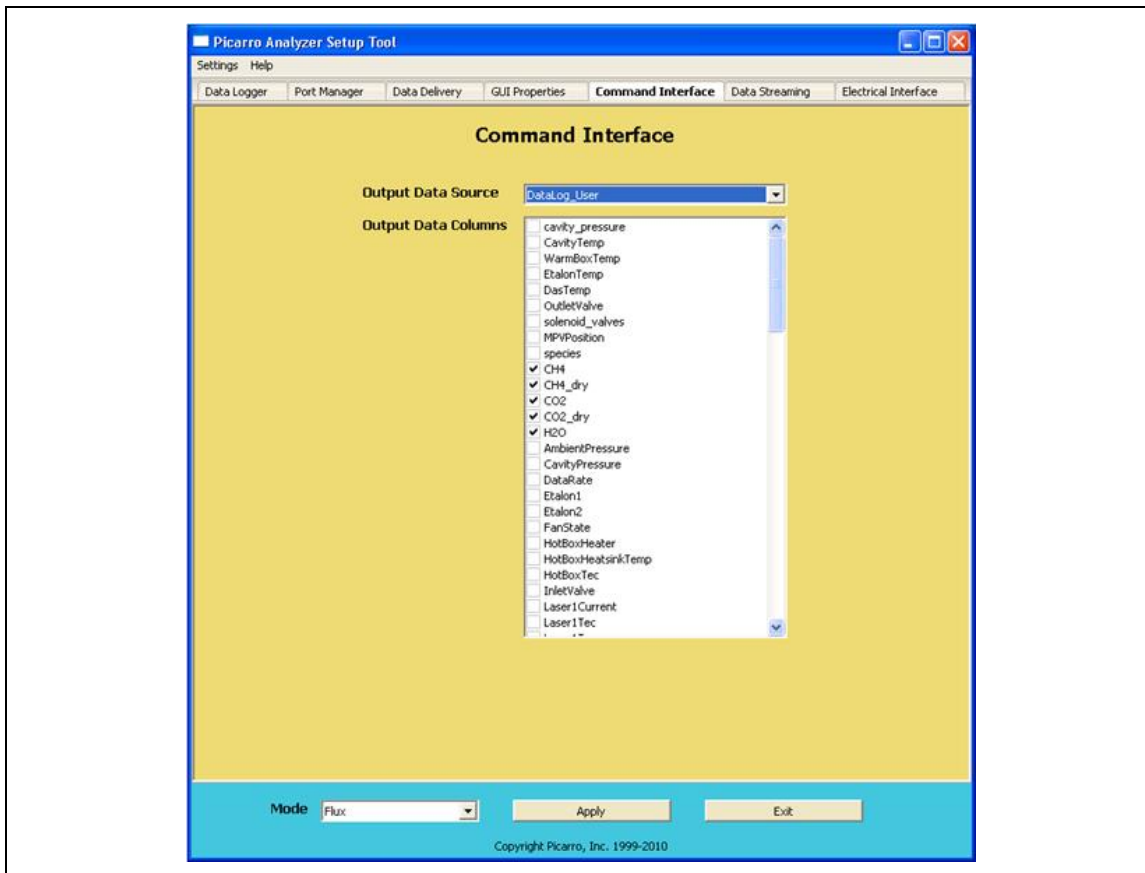 Picarro Analyzer Setup Tool
Settings Help
Data Logger Port Manager Data Delivery GUI Properties Command Interface Data Streaming Electrical Interface
Command Interface
Output Data Source DataLog_User
Output Data Columns
cavity_pressure
CavityTemp
WarmBoxTemp
EtalonTemp
DasTemp
OutletValve
solenoid_valves
MPVPosition
species
CH4
CH4_dry
CO2
CO2_dry
H2O
AmbientPressure
CavityPressure
DataRate
Etalon1
Etalon2
FanState
HotBoxHeater
HotBoxHeatsinkTemp
HotBoxTec
InletValve
Laser1Current
Laser1Tec
Mode Flux Apply Exit
Copyright Picarro, Inc. 1999-2010